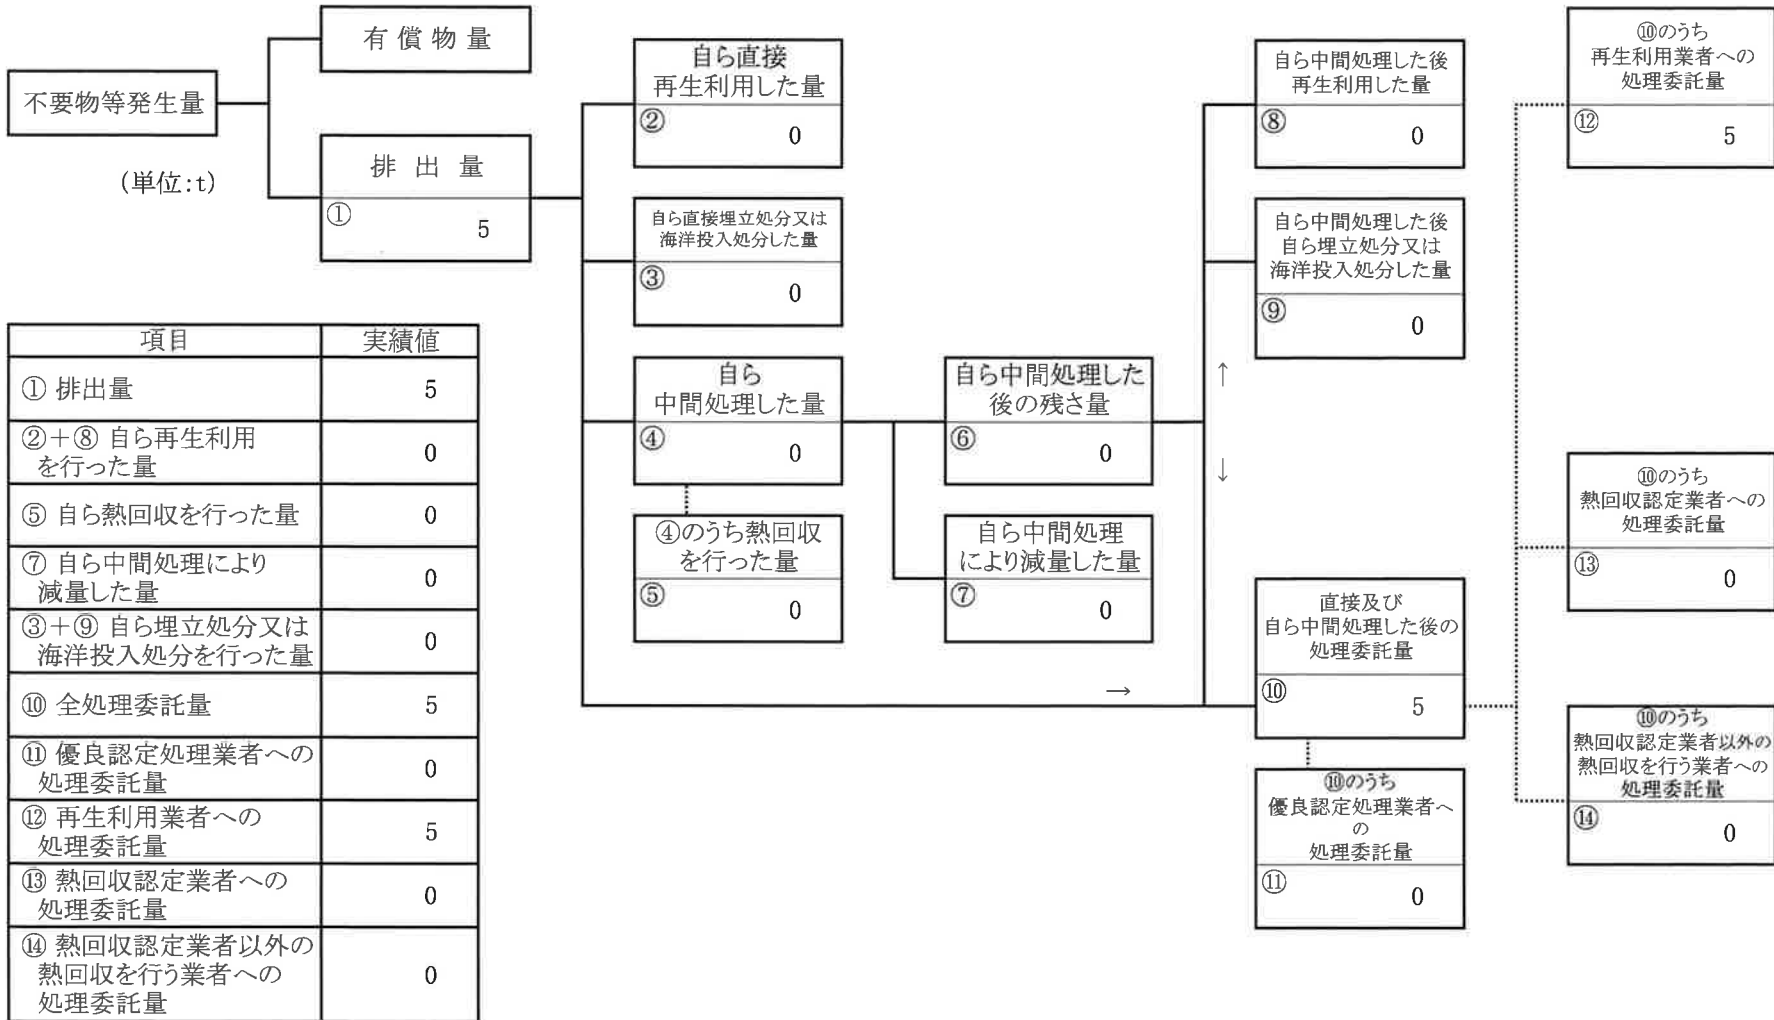 不要物等発生量
(単位:t)
有償物量
排出量
①
5
自ら直接
再生利用した量
②
0
自ら直接埋立処分又は
海洋投入処分した量
③
0
自ら
中間処理した量
④
0
④のうち熱回収
を行った量
⑤
0
自ら中間処理した
後の残さ量
⑥
0
自ら中間処理
により減量した量
⑦
0
自ら中間処理した後
再生利用した量
⑧
0
自ら中間処理した後
自ら埋立処分又は
海洋投入処分した量
⑨
0
↑
↓
→
直接及び
自ら中間処理した後の
処理委託量
⑩
5
⑩のうち
優良認定処理業者へ
の
処理委託量
⑪
0
⑩のうち
再生利用業者への
処理委託量
⑫
5
⑩のうち
熱回収認定業者への
処理委託量
⑬
0
⑩のうち
熱回収認定業者以外の
熱回収を行う業者への
処理委託量
⑭
0
項目 実績値
① 排出量 5
②+⑧ 自ら再生利用
を行った量 0
⑤ 自ら熱回収を行った量 0
⑦ 自ら中間処理により
減量した量 0
③+⑨ 自ら埋立処分又は
海洋投入処分を行った量 0
⑩ 全処理委託量 5
⑪ 優良認定処理業者への
処理委託量 0
⑫ 再生利用業者への
処理委託量 5
⑬ 熱回収認定業者への
処理委託量 0
⑭ 熱回収認定業者以外の
熱回収を行う業者への
処理委託量 0